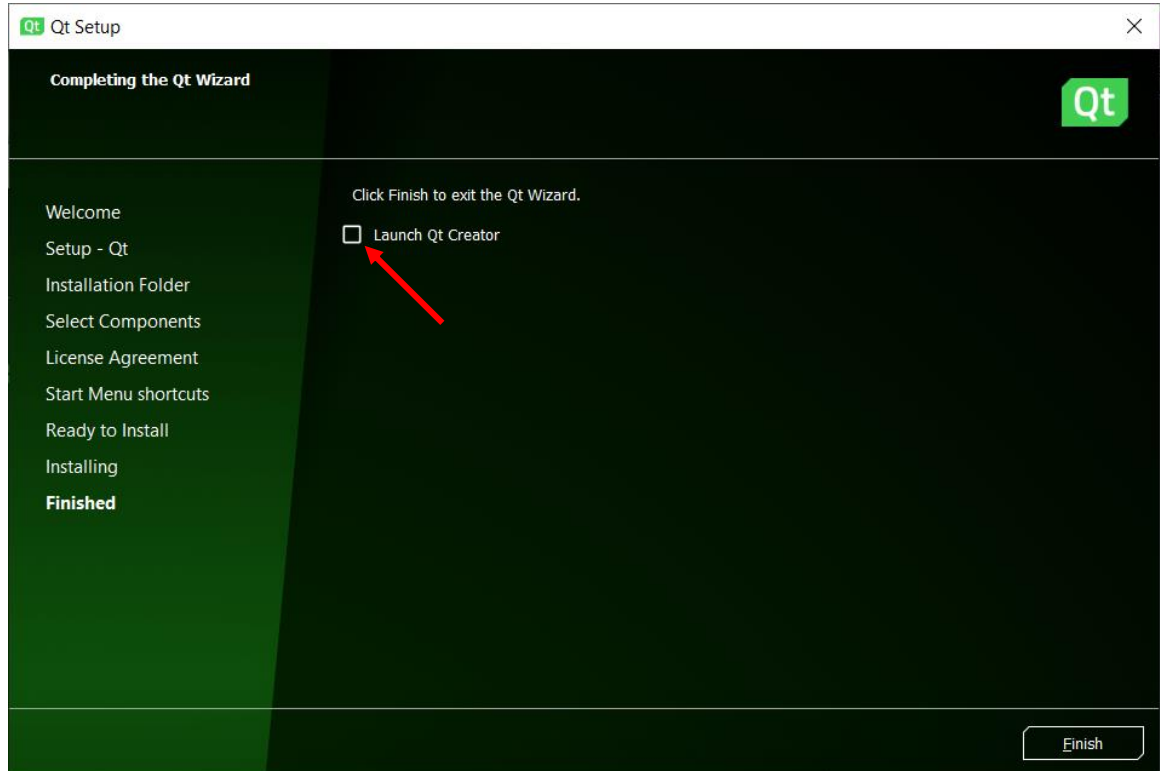 Qt Qt Setup
Completing the Qt Wizard
Qt
Welcome
Setup - Qt
Installation Folder
Select Components
License Agreement
Start Menu shortcuts
Ready to Install
Installing
Finished
Click Finish to exit the Qt Wizard.
Launch Qt Creator
Finish